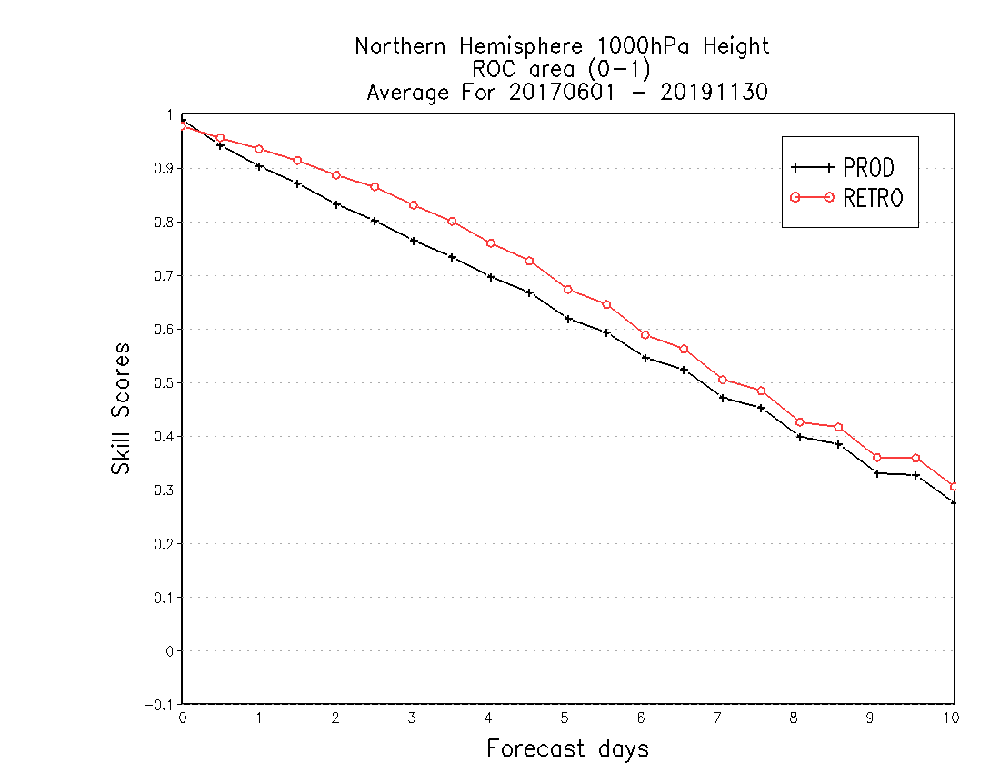 Northern Hemisphere 1000hPa Height
ROC area (0-1)
Average For 20170601 - 20191130
PROD
RETRO
Skill Scores
1
0.9
0.8
0.7
0.6
0.5
0.4
0.3
0.2
0.1
0
-0.1
0 1 2 3 4 5 6 7 8 9 10
Forecast days